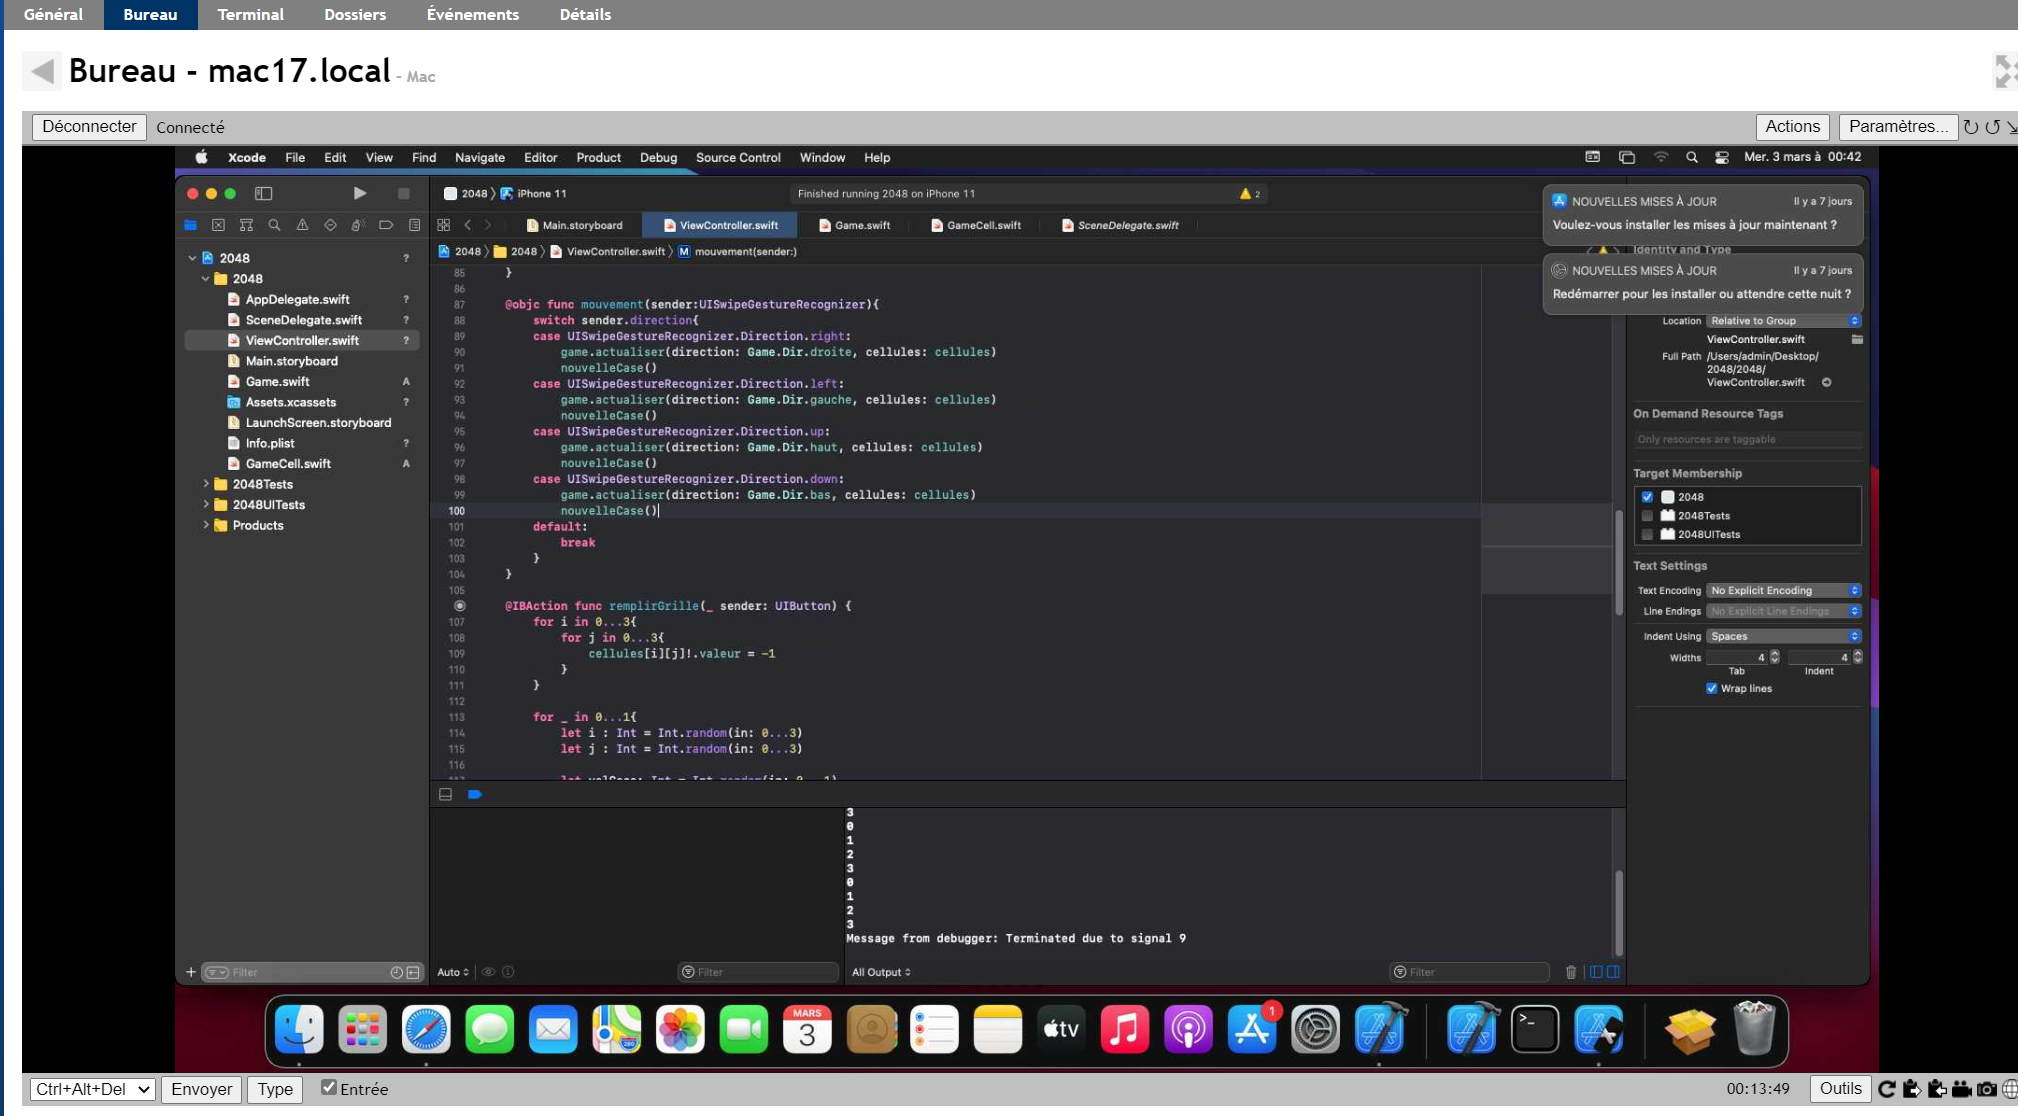 Général Bureau Terminal Dossiers Événements Détails
Bureau - mac17.local - Mac
Déconnecter Connecté Actions Paramètres...
Xcode File Edit View Find Navigate Editor Product Debug Source Control Window Help Mer. 3 mars à 00:42
2048 〉 iPhone 11 Finished running 2048 on iPhone 11 2
NOUVELLES MISES À JOUR Il y a 7 jours
Voulez-vous installer les mises à jour maintenant ?
NOUVELLES MISES À JOUR Il y a 7 jours
Redémarrer pour les installer ou attendre cette nuit ?
Main.storyboard ViewController.swift Game.swift GameCell.swift SceneDelegate.swift
2048 〉 2048 〉 ViewController.swift 〉 M mouvement(sender:)
2048 ?
2048
AppDelegate.swift ?
SceneDelegate.swift ?
ViewController.swift ?
Main.storyboard
Game.swift A
Assets.xcassets ?
LaunchScreen.storyboard
Info.plist ?
GameCell.swift A
2048Tests
2048UITests
Products
Filter
85 }
86
87 @objc func mouvement(sender:UISwipeGestureRecognizer){
88 switch sender.direction{
89 case UISwipeGestureRecognizer.Direction.right:
90 game.actualiser(direction: Game.Dir.droite, cellules: cellules)
91 nouvelleCase()
92 case UISwipeGestureRecognizer.Direction.left:
93 game.actualiser(direction: Game.Dir.gauche, cellules: cellules)
94 nouvelleCase()
95 case UISwipeGestureRecognizer.Direction.up:
96 game.actualiser(direction: Game.Dir.haut, cellules: cellules)
97 nouvelleCase()
98 case UISwipeGestureRecognizer.Direction.down:
99 game.actualiser(direction: Game.Dir.bas, cellules: cellules)
100 nouvelleCase()
101 default:
102 break
103 }
104 }
105
@IBAction func remplirGrille(_ sender: UIButton) {
107 for i in 0...3{
108 for j in 0...3{
109 cellules[i][j]!.valeur = -1
110 }
111 }
112
113 for _ in 0...1{
114 let i : Int = Int.random(in: 0...3)
115 let j : Int = Int.random(in: 0...3)
116
Identity and Type
Location Relative to Group
ViewController.swift
Full Path /Users/admin/Desktop/
2048/2048/
ViewController.swift
On Demand Resource Tags
Only resources are taggable
Target Membership
2048
2048Tests
2048UITests
Text Settings
Text Encoding No Explicit Encoding
Line Endings No Explicit Line Endings
Indent Using Spaces
Widths 4 4
Tab Indent
Wrap lines
3
0
1
2
3
0
1
2
3
Message from debugger: Terminated due to signal 9
Auto Filter All Output Filter
MARS
3
280
tv
1
Ctrl+Alt+Del Envoyer Type Entrée 00:13:49 Outils